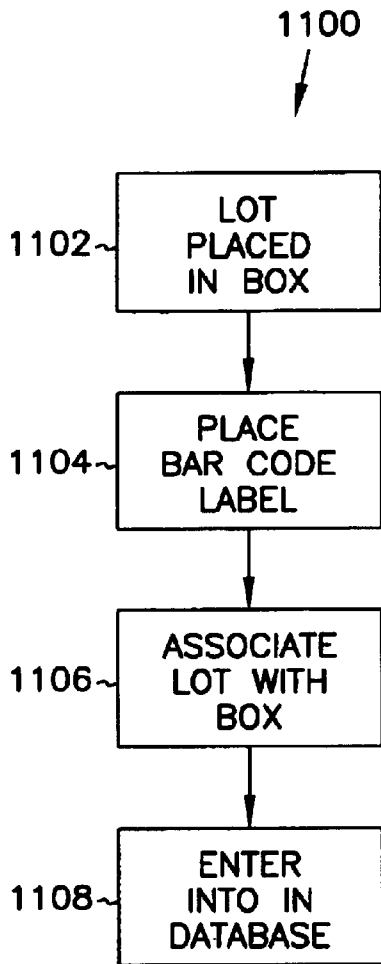 1100
1102
LOT
PLACED
IN BOX
1104
PLACE
BAR CODE
LABEL
1106
ASSOCIATE
LOT WITH
BOX
1108
ENTER
INTO IN
DATABASE